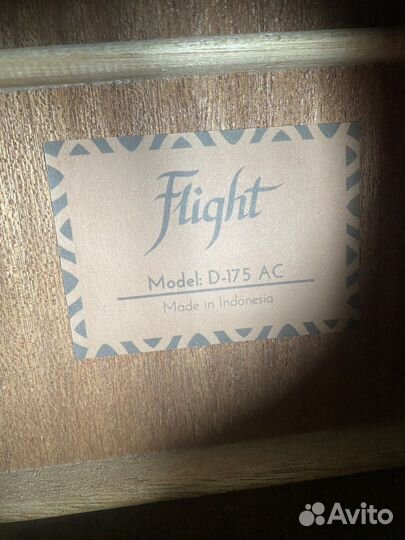 Flight
Model: D-175 AC
Made in Indonesia
Avito